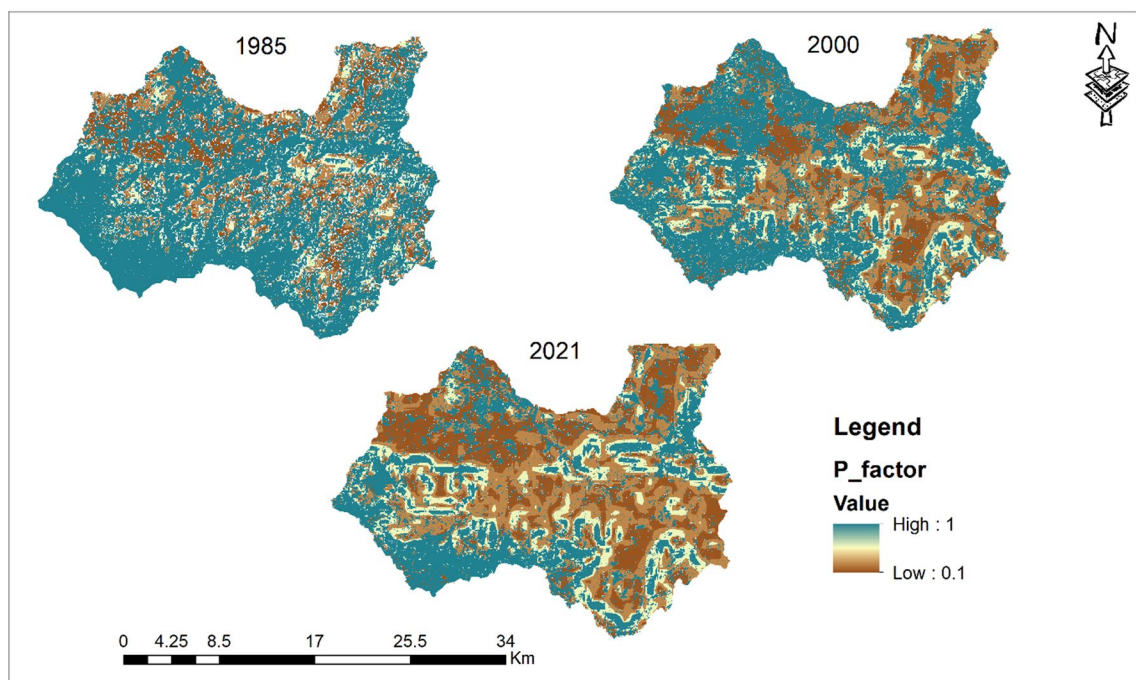 1985
2000
N
2021
Legend
P_factor
Value
High : 1
Low : 0.1
0 4.25 8.5 17 25.5 34
Km